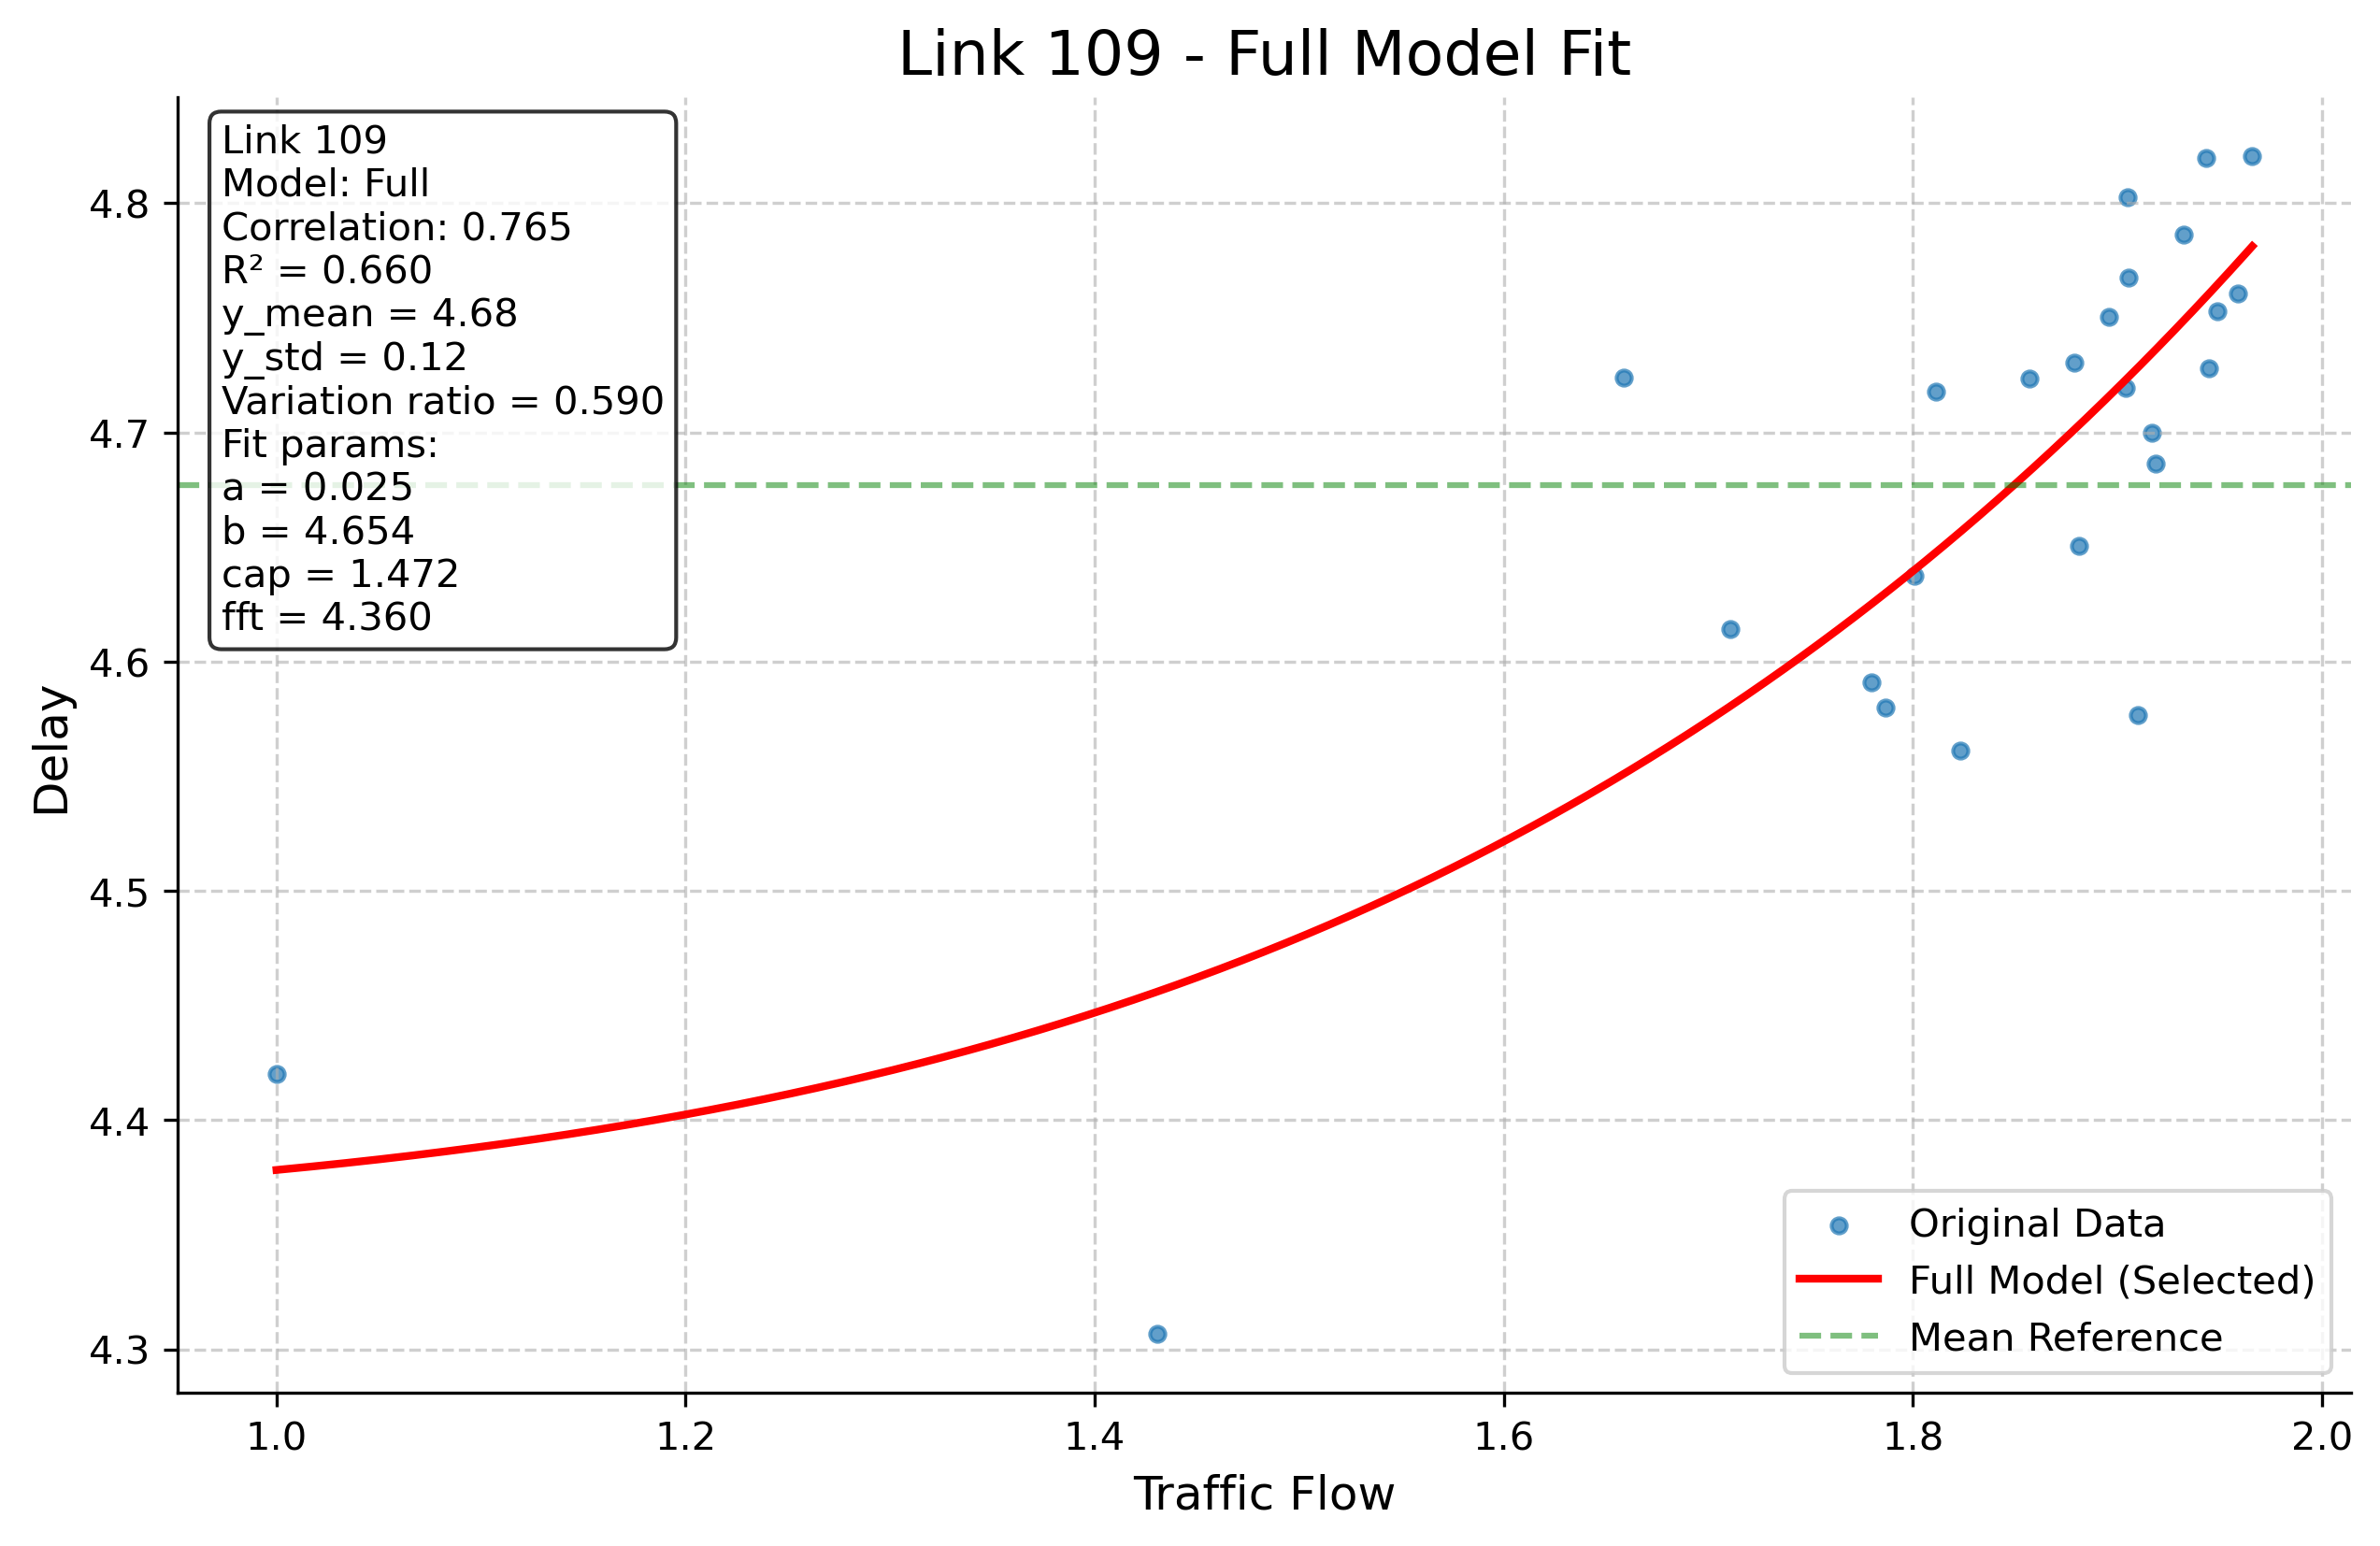 Link 109 - Full Model Fit
Link 109
Model: Full
Correlation: 0.765
R² = 0.660
y_mean = 4.68
y_std = 0.12
Variation ratio = 0.590
Fit params:
a = 0.025
b = 4.654
cap = 1.472
fft = 4.360
4.8
4.7
4.6
4.5
4.4
4.3
Delay
Original Data
Full Model (Selected)
Mean Reference
1.0 1.2 1.4 1.6 1.8 2.0
Traffic Flow